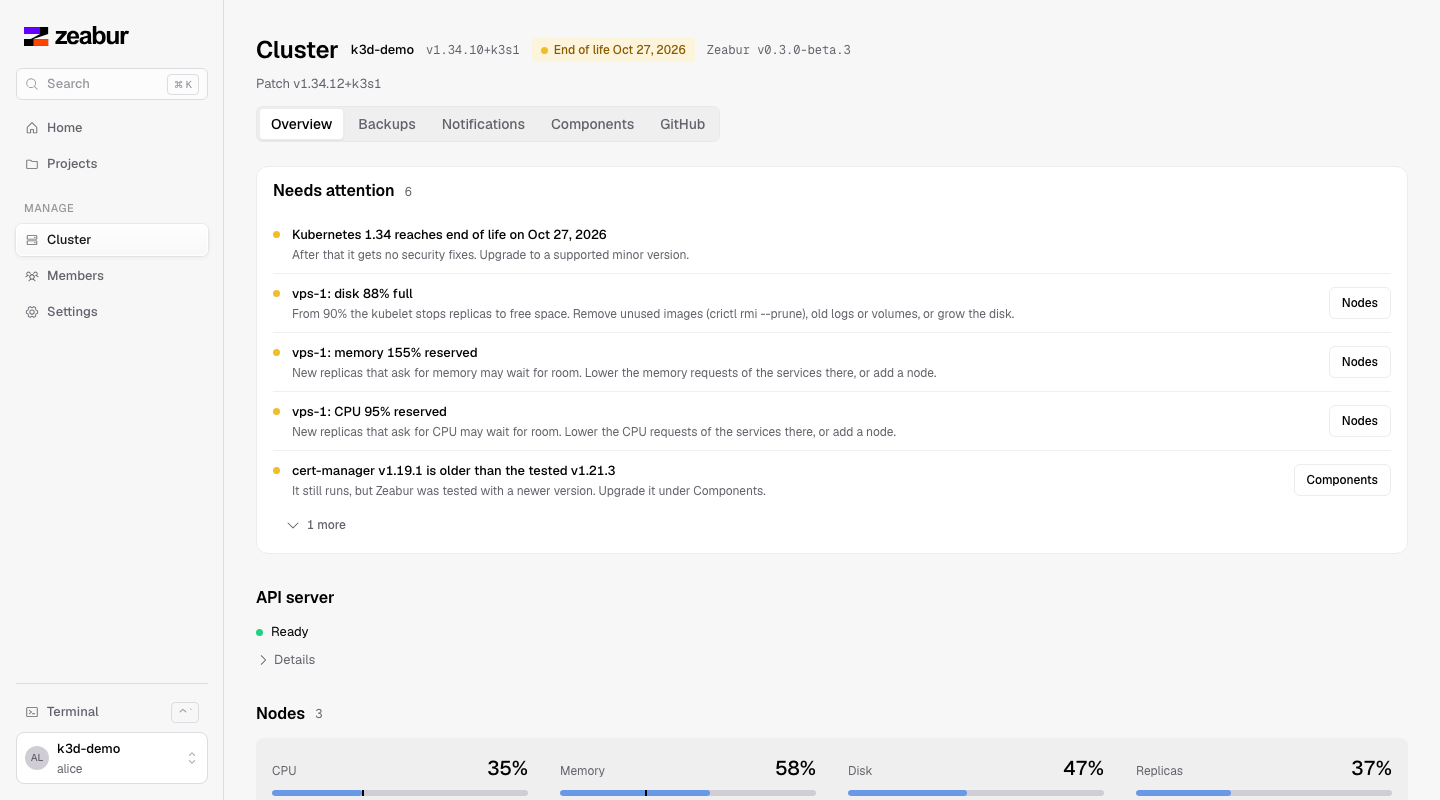 zeabur
Search
⌘ K
Home
Projects
MANAGE
Cluster
Members
Settings
Terminal
^ `
AL
k3d-demo
alice
Cluster k3d-demo v1.34.10+k3s1 End of life Oct 27, 2026 Zeabur v0.3.0-beta.3
Patch v1.34.12+k3s1
Overview Backups Notifications Components GitHub
Needs attention 6
Kubernetes 1.34 reaches end of life on Oct 27, 2026
After that it gets no security fixes. Upgrade to a supported minor version.
vps-1: disk 88% full
From 90% the kubelet stops replicas to free space. Remove unused images (crictl rmi --prune), old logs or volumes, or grow the disk.
Nodes
vps-1: memory 155% reserved
New replicas that ask for memory may wait for room. Lower the memory requests of the services there, or add a node.
Nodes
vps-1: CPU 95% reserved
New replicas that ask for CPU may wait for room. Lower the CPU requests of the services there, or add a node.
Nodes
cert-manager v1.19.1 is older than the tested v1.21.3
It still runs, but Zeabur was tested with a newer version. Upgrade it under Components.
Components
1 more
API server
Ready
Details
Nodes 3
CPU 35% Memory 58% Disk 47% Replicas 37%